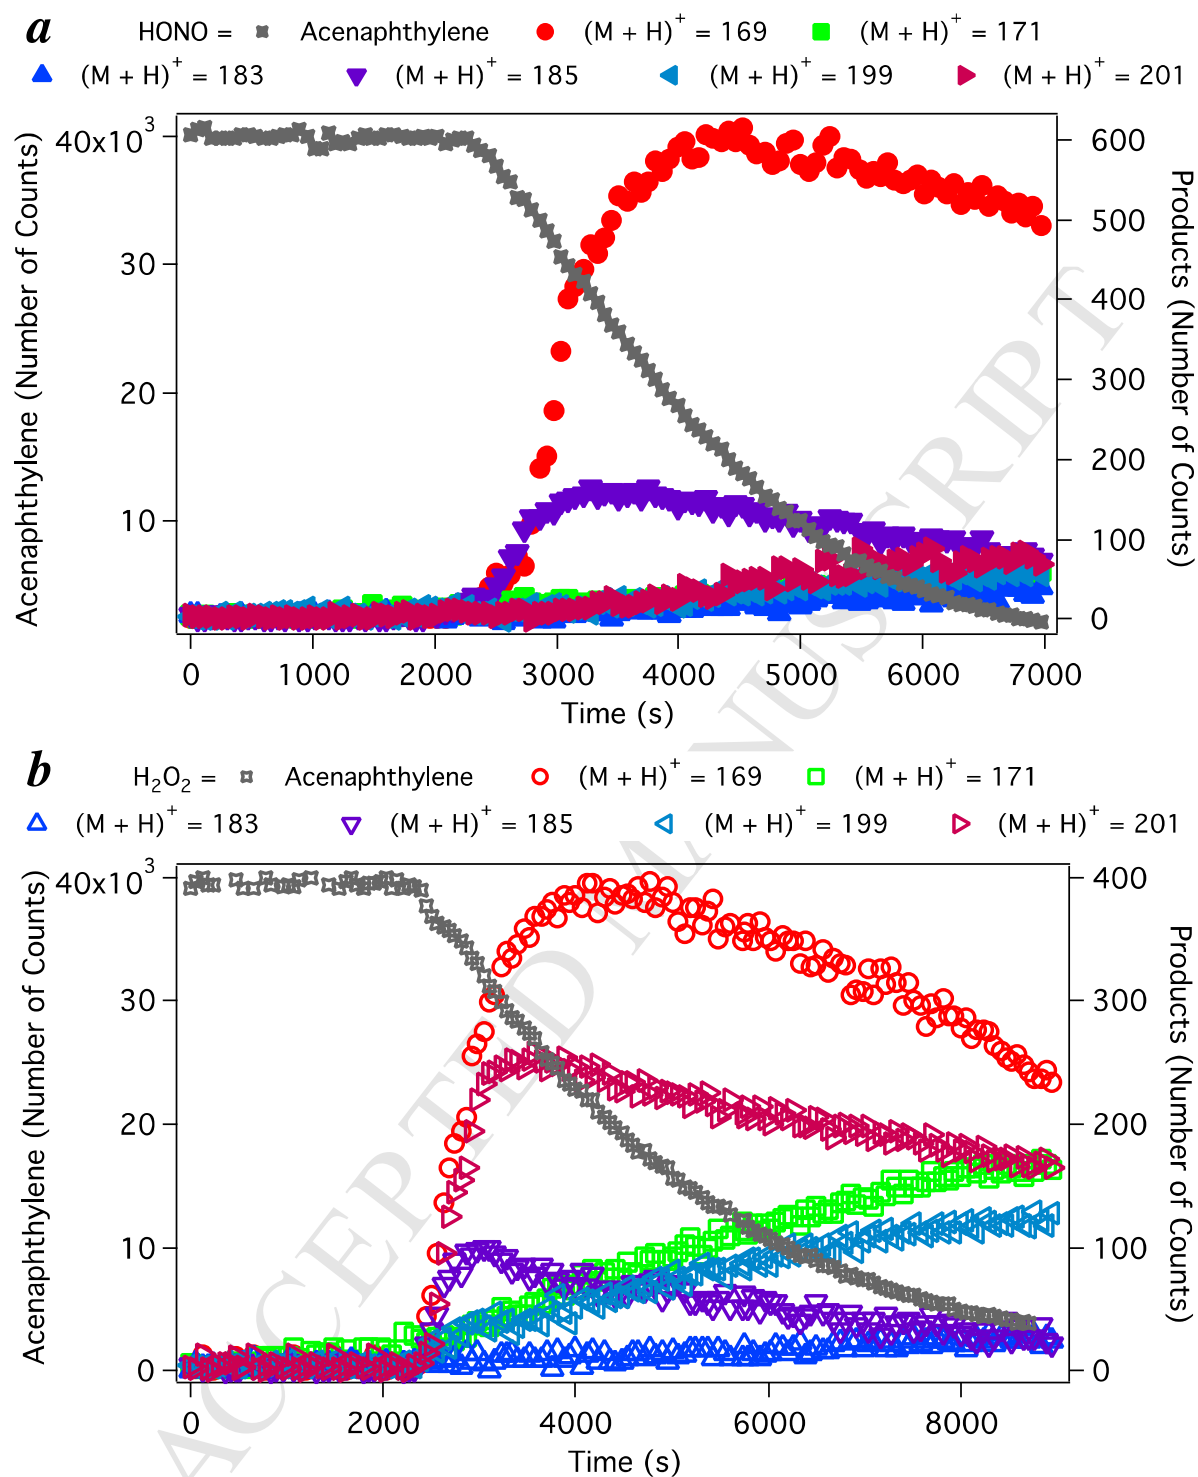 a HONO = Acenaphthylene (M + H)⁺ = 169 (M + H)⁺ = 171
(M + H)⁺ = 183 (M + H)⁺ = 185 (M + H)⁺ = 199 (M + H)⁺ = 201
Acenaphthylene (Number of Counts)
40x10³
30
20
10
600
500
400
300
200
100
0
Products (Number of Counts)
0 1000 2000 3000 4000 5000 6000 7000
Time (s)
b H₂O₂ = Acenaphthylene (M + H)⁺ = 169 (M + H)⁺ = 171
(M + H)⁺ = 183 (M + H)⁺ = 185 (M + H)⁺ = 199 (M + H)⁺ = 201
Acenaphthylene (Number of Counts)
40x10³
30
20
10
0
400
300
200
100
0
Products (Number of Counts)
0 2000 4000 6000 8000
Time (s)
ACCEPTED MANUSCRIPT